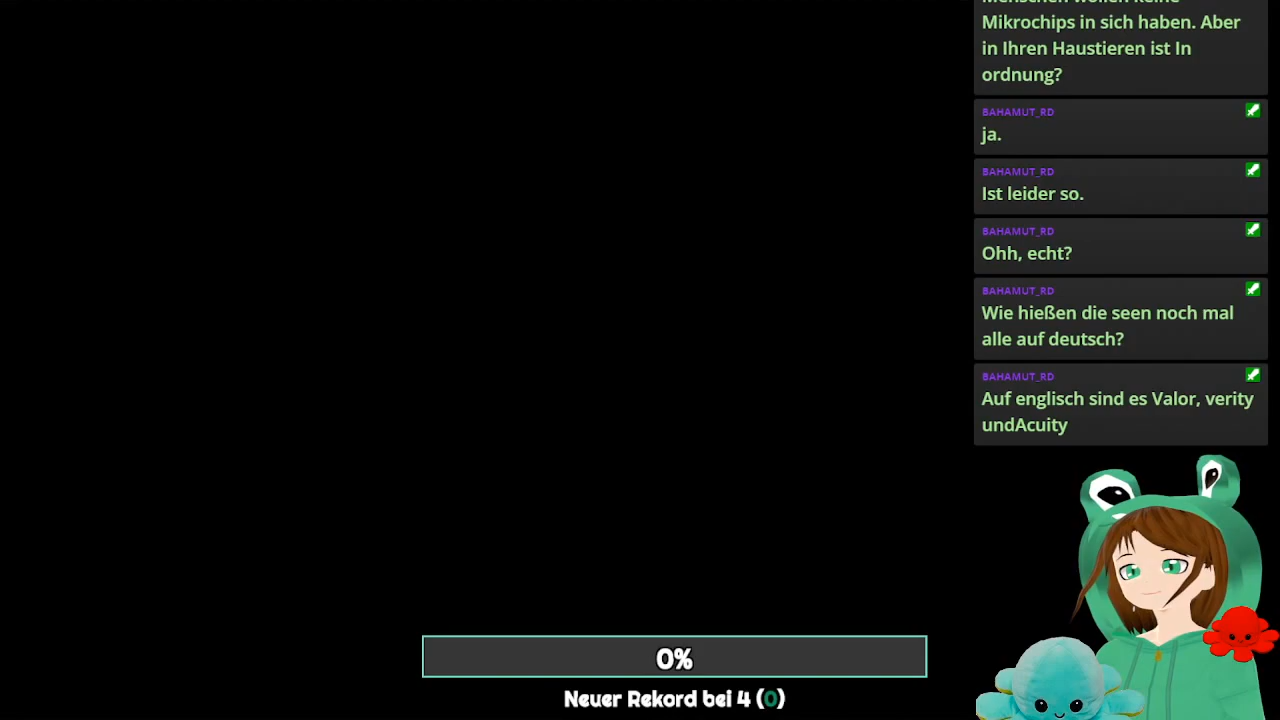 Mikrochips in sich haben. Aber
in Ihren Haustieren ist In
ordnung?
BAHAMUT_RD
ja.
BAHAMUT_RD
Ist leider so.
BAHAMUT_RD
Ohh, echt?
BAHAMUT_RD
Wie hießen die seen noch mal
alle auf deutsch?
BAHAMUT_RD
Auf englisch sind es Valor, verity
undAcuity
0%
Neuer Rekord bei 4 (0)